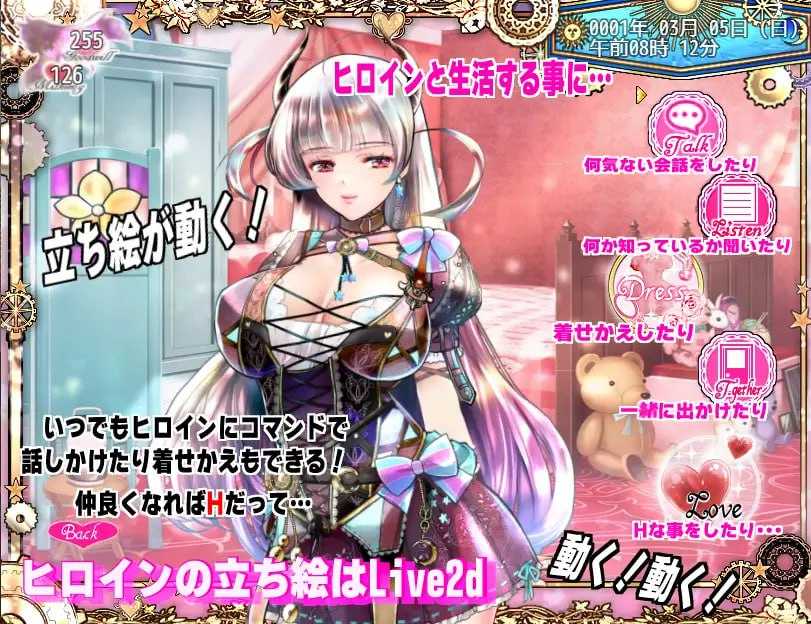 255
Goodwill
126
0001年 03月 05日 (日)
午前08時 12分
ヒロインと生活する事に…
Talk
何気ない会話をしたり
Listen
何か知っているか聞いたり
立ち絵が動く！
Dress
着せかえしたり
Together
一緒に出かけたり
いつでもヒロインにコマンドで
話しかけたり着せかえもできる！
仲良くなればHだって…
Love
Hな事をしたり…
Back
ヒロインの立ち絵はLive2d
動く！動く！